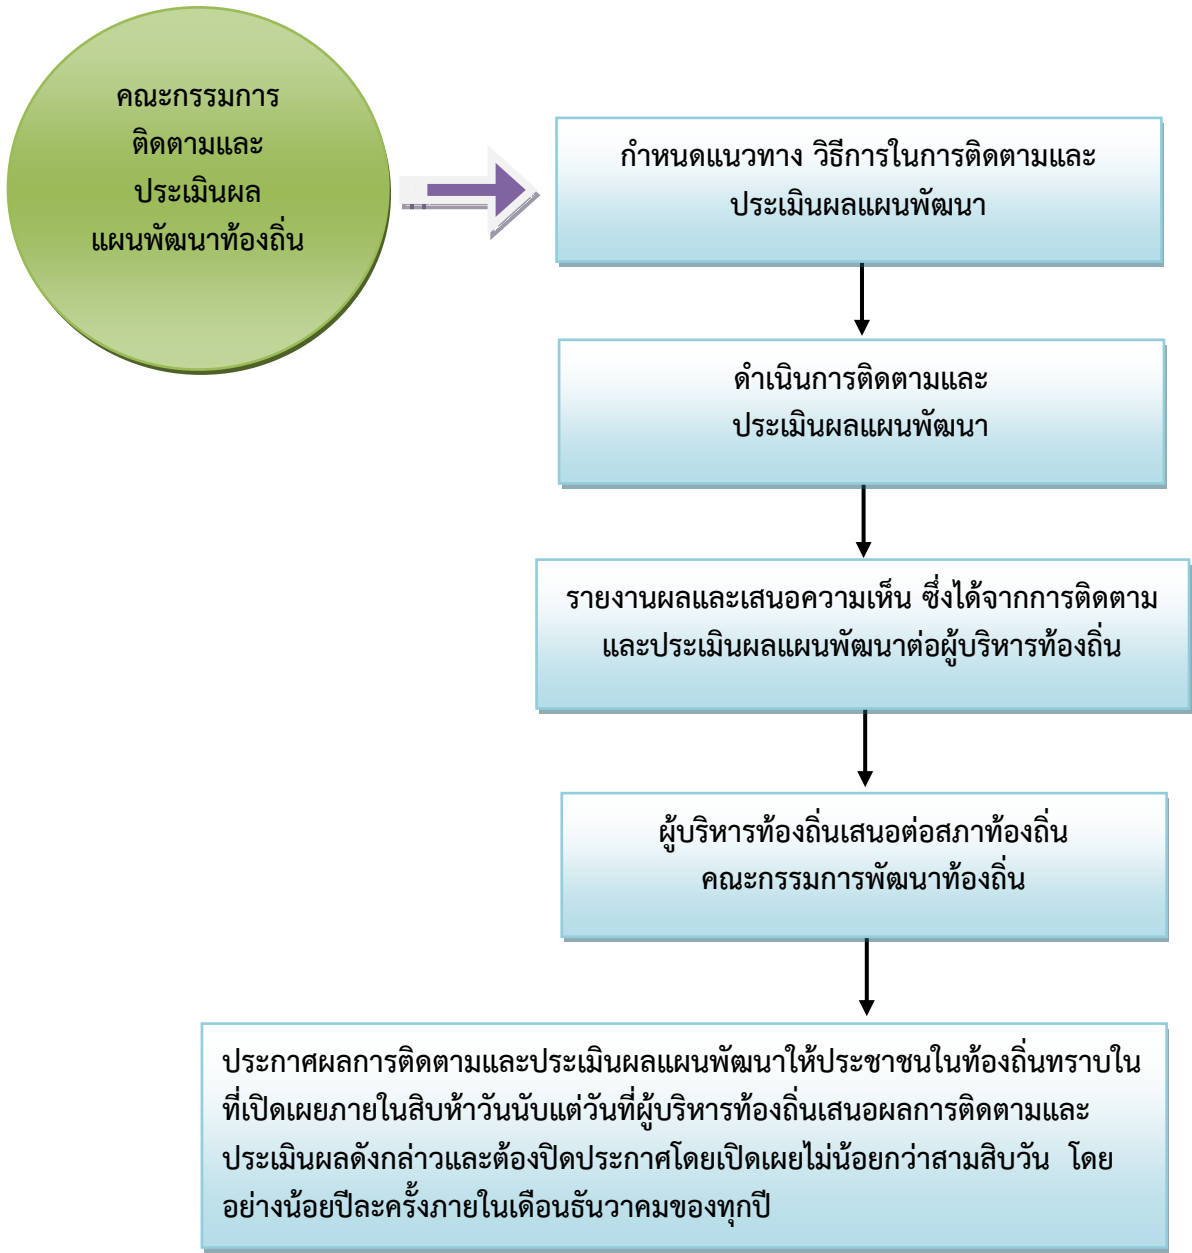 คณะกรรมการ
ติดตามและ
ประเมินผล
แผนพัฒนาท้องถิ่น
กำหนดแนวทาง วิธีการในการติดตามและ
ประเมินผลแผนพัฒนา
ดำเนินการติดตามและ
ประเมินผลแผนพัฒนา
รายงานผลและเสนอความเห็น ซึ่งได้จากการติดตาม
และประเมินผลแผนพัฒนาต่อผู้บริหารท้องถิ่น
ผู้บริหารท้องถิ่นเสนอต่อสภาท้องถิ่น
คณะกรรมการพัฒนาท้องถิ่น
ประกาศผลการติดตามและประเมินผลแผนพัฒนาให้ประชาชนในท้องถิ่นทราบใน
ที่เปิดเผยภายในสิบห้าวันนับแต่วันที่ผู้บริหารท้องถิ่นเสนอผลการติดตามและ
ประเมินผลดังกล่าวและต้องปิดประกาศโดยเปิดเผยไม่น้อยกว่าสามสิบวัน โดย
อย่างน้อยปีละครั้งภายในเดือนธันวาคมของทุกปี